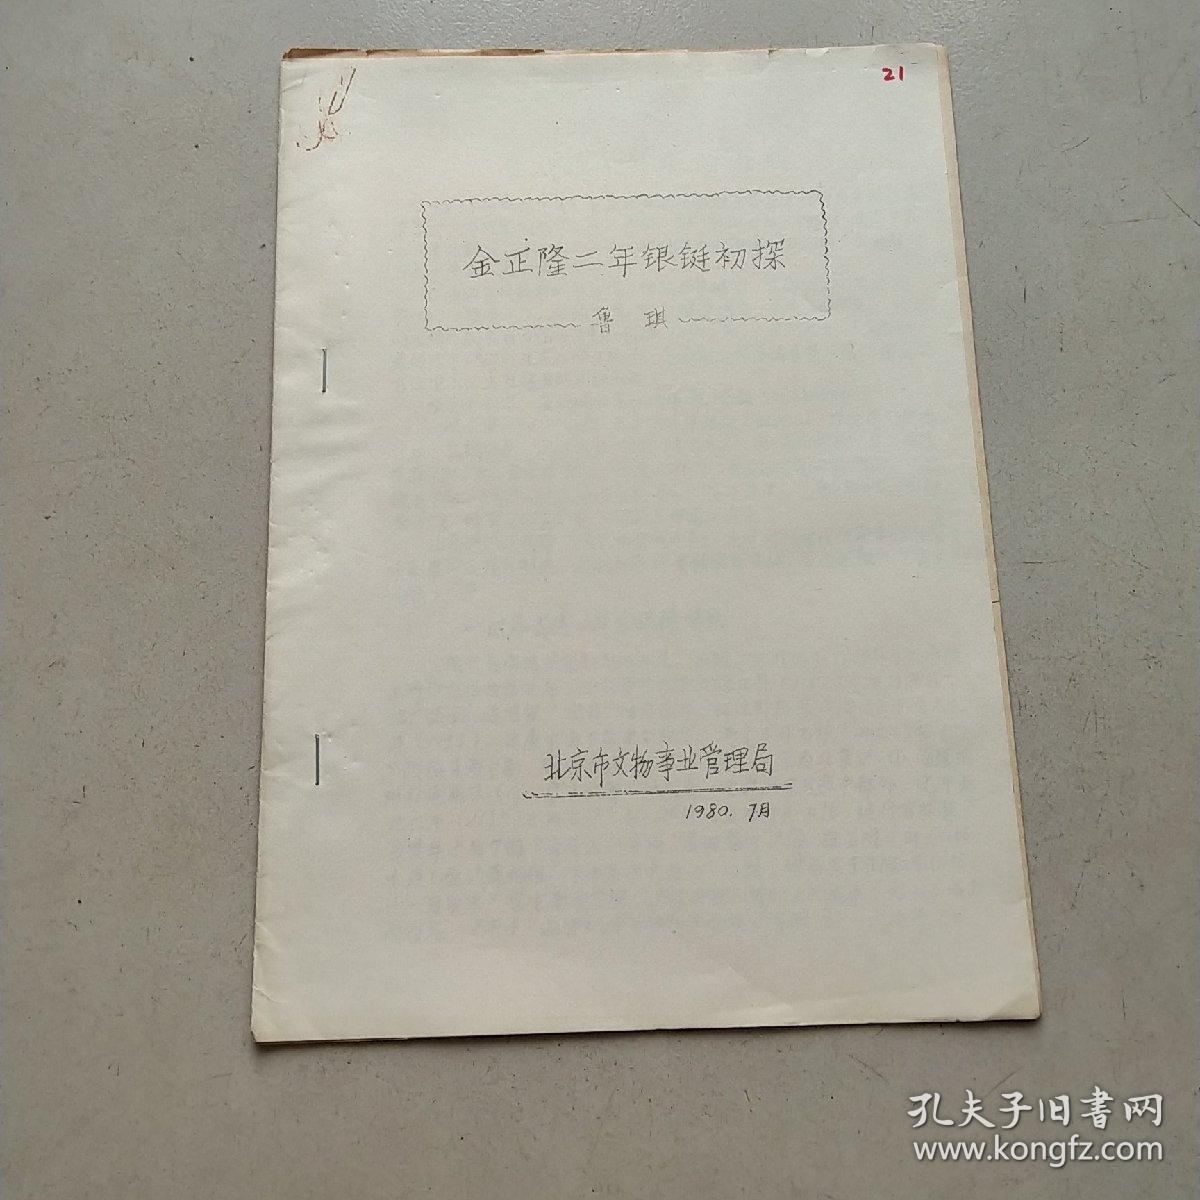 21
金正隆二年银铤初探
鲁琪
北京市文物事业管理局
1980.7月
孔夫子旧书网
www.kongfz.com